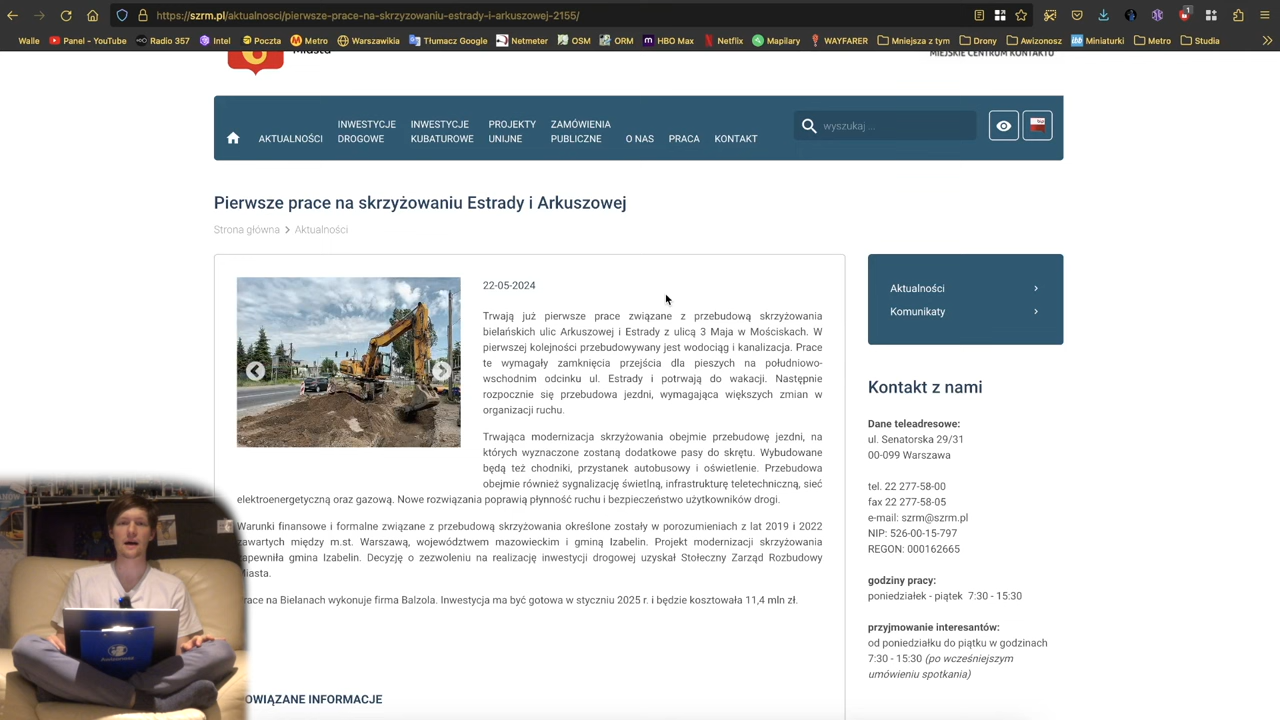 https://szrm.pl/aktualnosci/pierwsze-prace-na-skrzyzowaniu-estrady-i-arkuszowej-2155/
Walle Panel - YouTube Radio 357 Intel Poczta Metro Warszawikia Tłumacz Google Netmeter OSM ORM HBO Max Netflix Mapilary WAYFARER Mniejsza z tym Drony Awizonosz Miniaturki Metro Studia
Miasta
MIEJSKIE CENTRUM KONTAKTU
AKTUALNOŚCI
INWESTYCJE
DROGOWE
INWESTYCJE
KUBATUROWE
PROJEKTY
UNIJNE
ZAMÓWIENIA
PUBLICZNE
O NAS
PRACA
KONTAKT
wyszukaj ...
Pierwsze prace na skrzyżowaniu Estrady i Arkuszowej
Strona główna > Aktualności
22-05-2024
Trwają już pierwsze prace związane z przebudową skrzyżowania
bielańskich ulic Arkuszowej i Estrady z ulicą 3 Maja w Mościskach. W
pierwszej kolejności przebudowywany jest wodociąg i kanalizacja. Prace
te wymagały zamknięcia przejścia dla pieszych na południowo-
wschodnim odcinku ul. Estrady i potrwają do wakacji. Następnie
rozpocznie się przebudowa jezdni, wymagająca większych zmian w
organizacji ruchu.
Trwająca modernizacja skrzyżowania obejmie przebudowę jezdni, na
których wyznaczone zostaną dodatkowe pasy do skrętu. Wybudowane
będą też chodniki, przystanek autobusowy i oświetlenie. Przebudowa
obejmie również sygnalizację świetlną, infrastrukturę teletechniczną, sieć
elektroenergetyczną oraz gazową. Nowe rozwiązania poprawią płynność ruchu i bezpieczeństwo użytkowników drogi.
Warunki finansowe i formalne związane z przebudową skrzyżowania określone zostały w porozumieniach z lat 2019 i 2022
zawartych między m.st. Warszawą, województwem mazowieckim i gminą Izabelin. Projekt modernizacji skrzyżowania
zapewniła gmina Izabelin. Decyzję o zezwoleniu na realizację inwestycji drogowej uzyskał Stołeczny Zarząd Rozbudowy
Miasta.
race na Bielanach wykonuje firma Balzola. Inwestycja ma być gotowa w styczniu 2025 r. i będzie kosztowała 11,4 mln zł.
OWIĄZANE INFORMACJE
Aktualności
Komunikaty
Kontakt z nami
Dane teleadresowe:
ul. Senatorska 29/31
00-099 Warszawa
tel. 22 277-58-00
fax 22 277-58-05
e-mail: szrm@szrm.pl
NIP: 526-00-15-797
REGON: 000162665
godziny pracy:
poniedziałek - piątek 7:30 - 15:30
przyjmowanie interesantów:
od poniedziałku do piątku w godzinach
7:30 - 15:30 (po wcześniejszym
umówieniu spotkania)